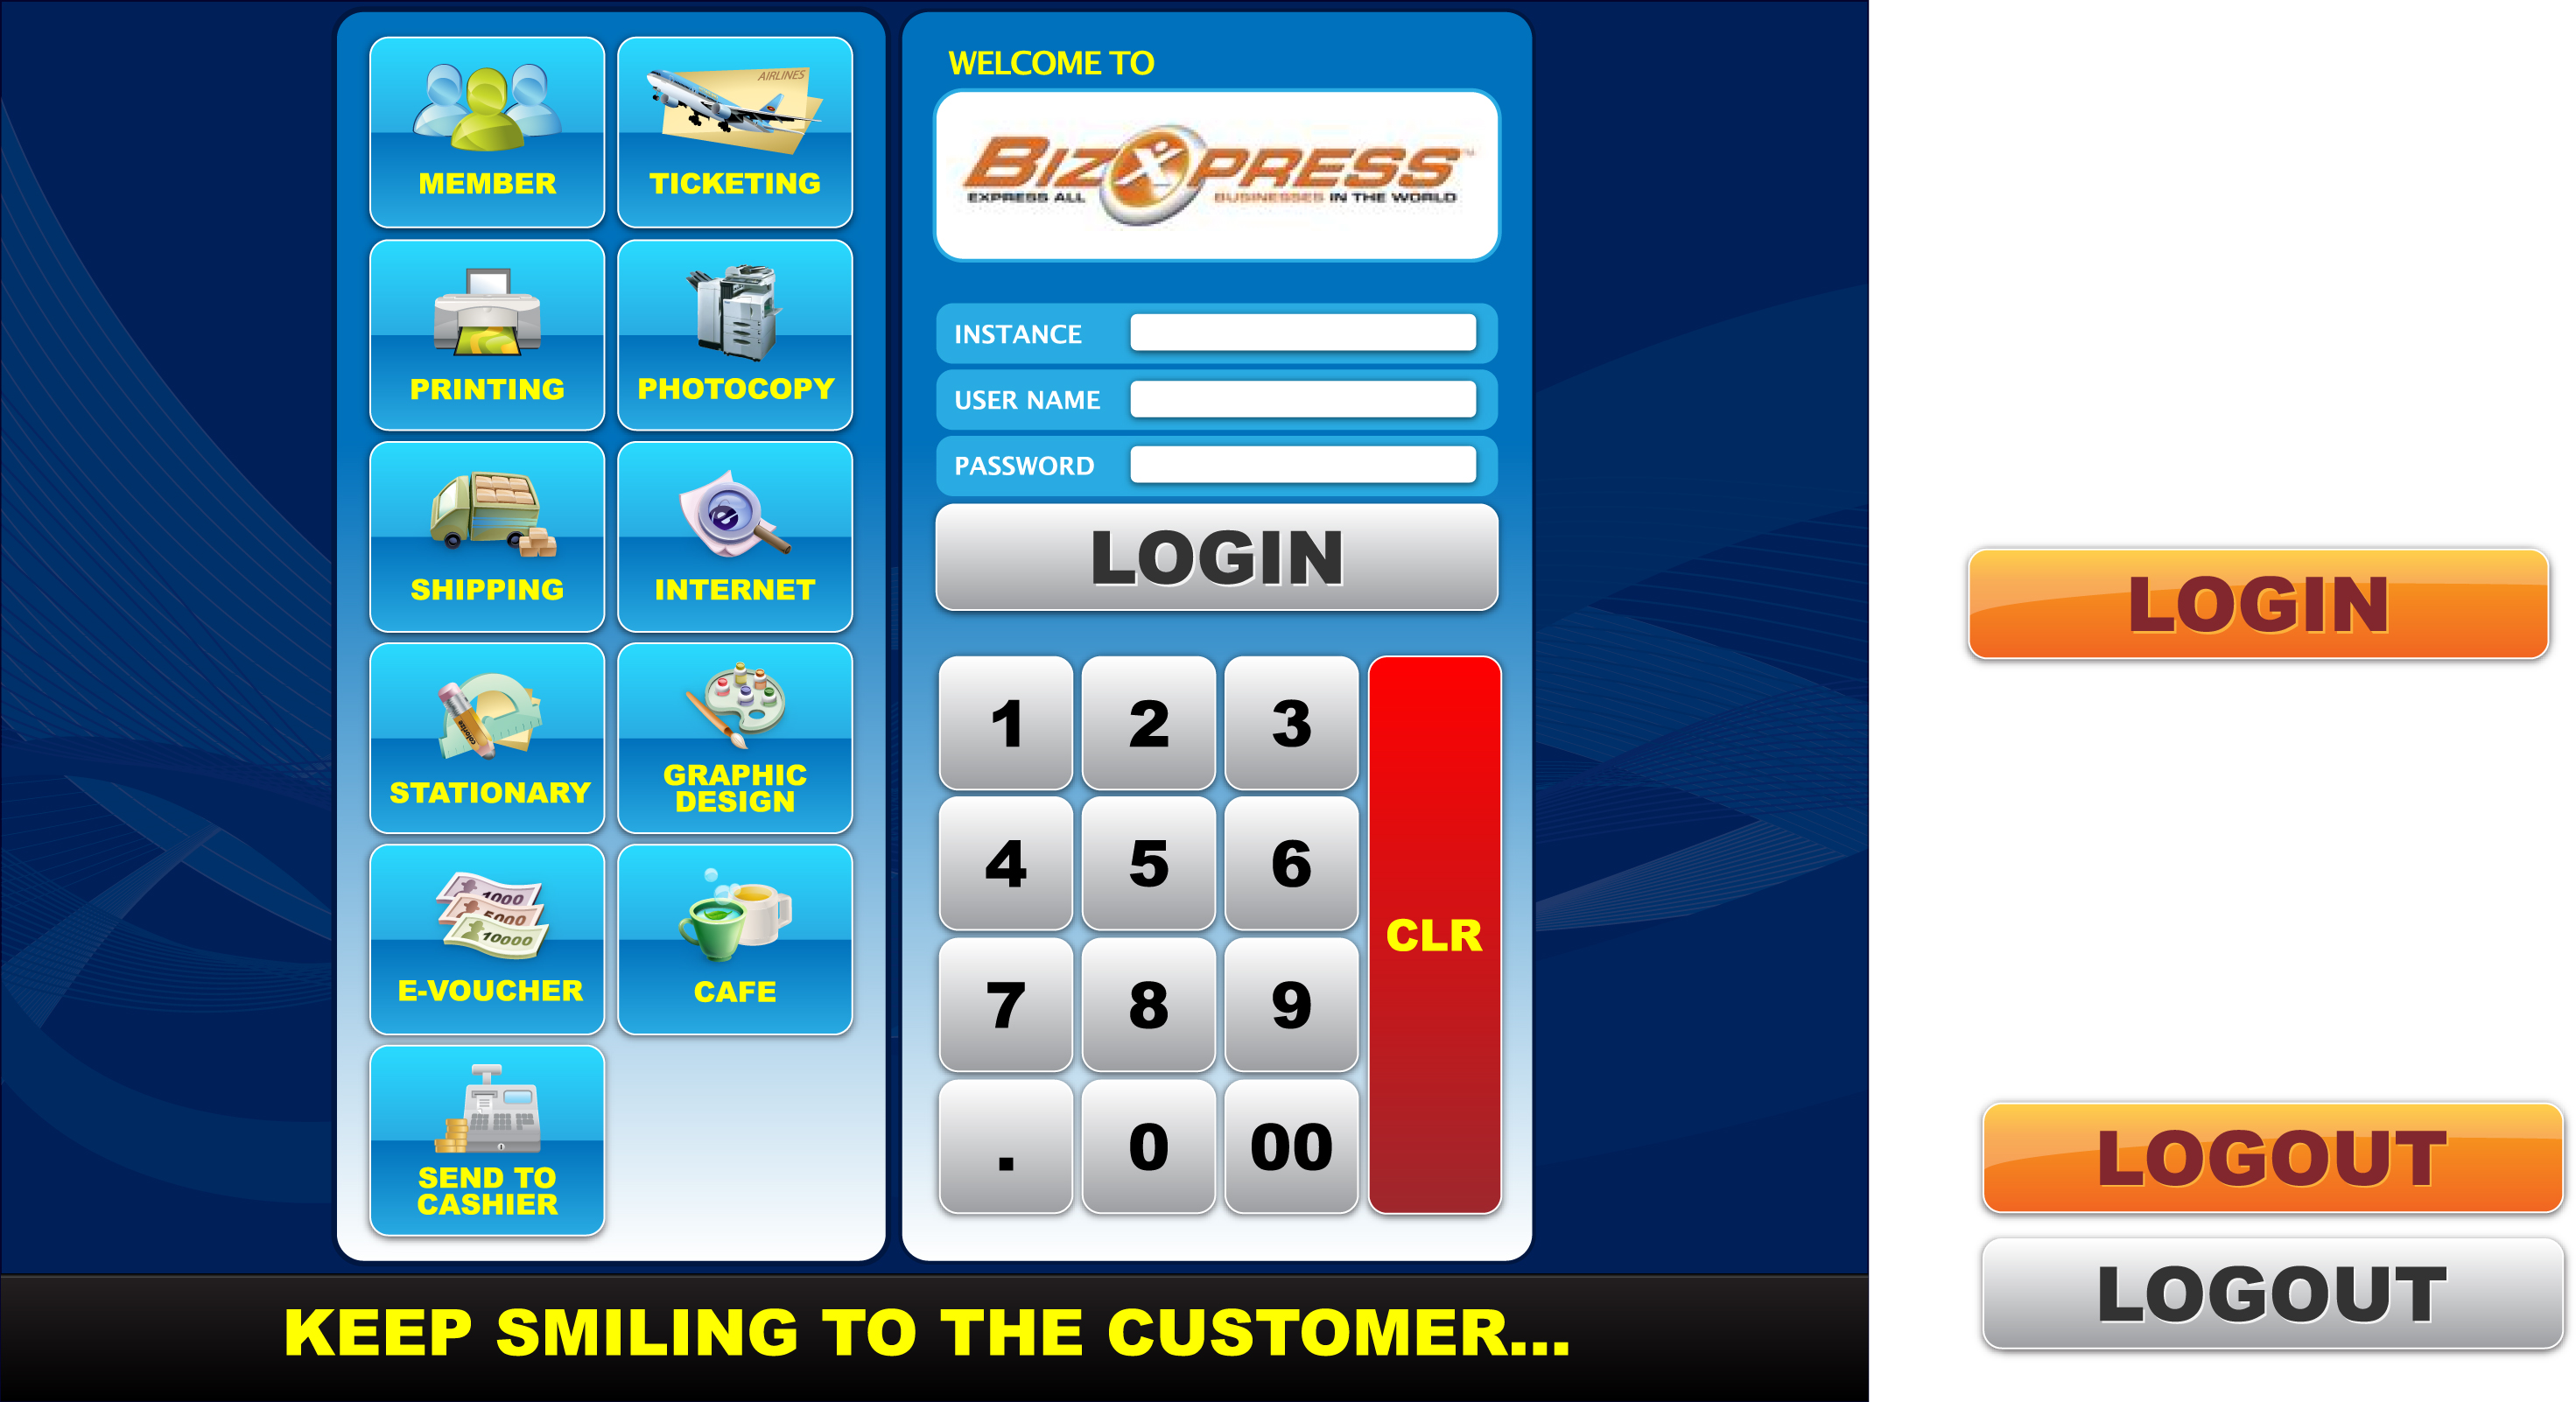 MEMBER
AIRLINES
TICKETING
PRINTING
PHOTOCOPY
SHIPPING
e
INTERNET
STATIONARY
GRAPHIC
DESIGN
1000
5000
10000
E-VOUCHER
CAFE
SEND TO
CASHIER
WELCOME TO
BIZXPRESS™
EXPRESS ALL BUSINESSES IN THE WORLD
INSTANCE
USER NAME
PASSWORD
LOGIN
1 2 3
4 5 6
7 8 9
. 0 00
CLR
KEEP SMILING TO THE CUSTOMER...
LOGIN
LOGOUT
LOGOUT